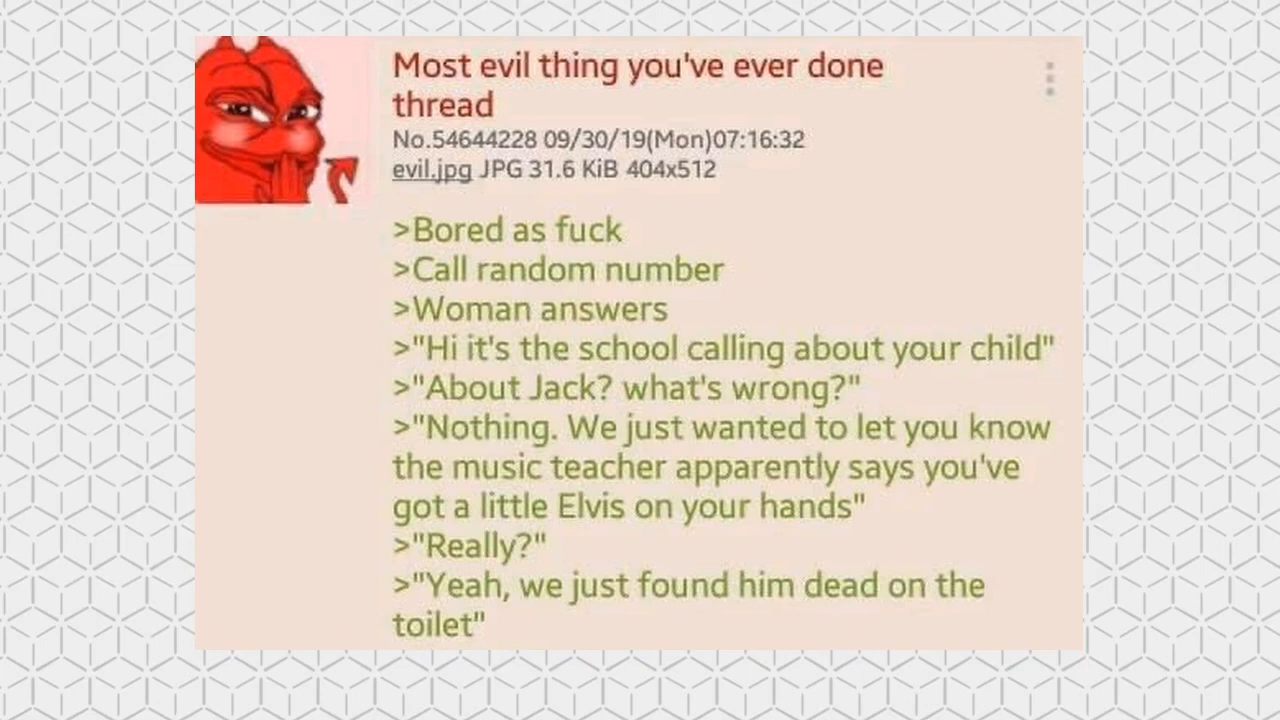 Most evil thing you've ever done
thread
No.54644228 09/30/19(Mon)07:16:32
evil.jpg JPG 31.6 KiB 404x512
>Bored as fuck
>Call random number
>Woman answers
>"Hi it's the school calling about your child"
>"About Jack? what's wrong?"
>"Nothing. We just wanted to let you know
the music teacher apparently says you've
got a little Elvis on your hands"
>"Really?"
>"Yeah, we just found him dead on the
toilet"